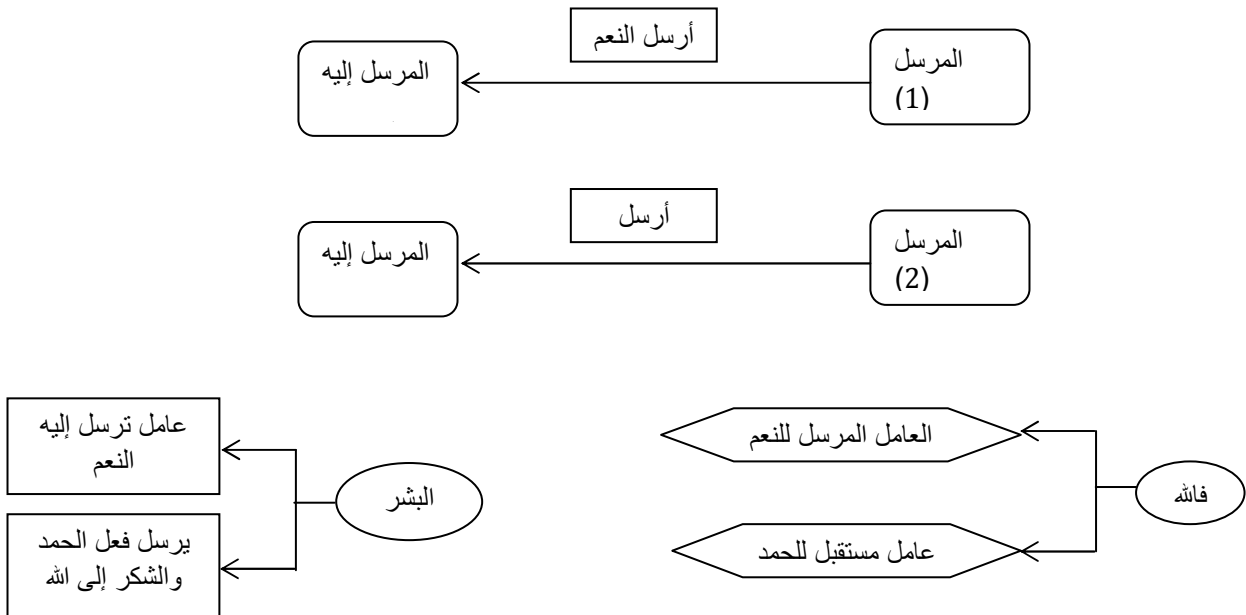 أرسل النعم
المرسل
(1)
المرسل إليه
أرسل
المرسل
(2)
المرسل إليه
فالله
العامل المرسل للنعم
عامل مستقبل للحمد
البشر
عامل ترسل إليه
النعم
يرسل فعل الحمد
والشكر إلى الله